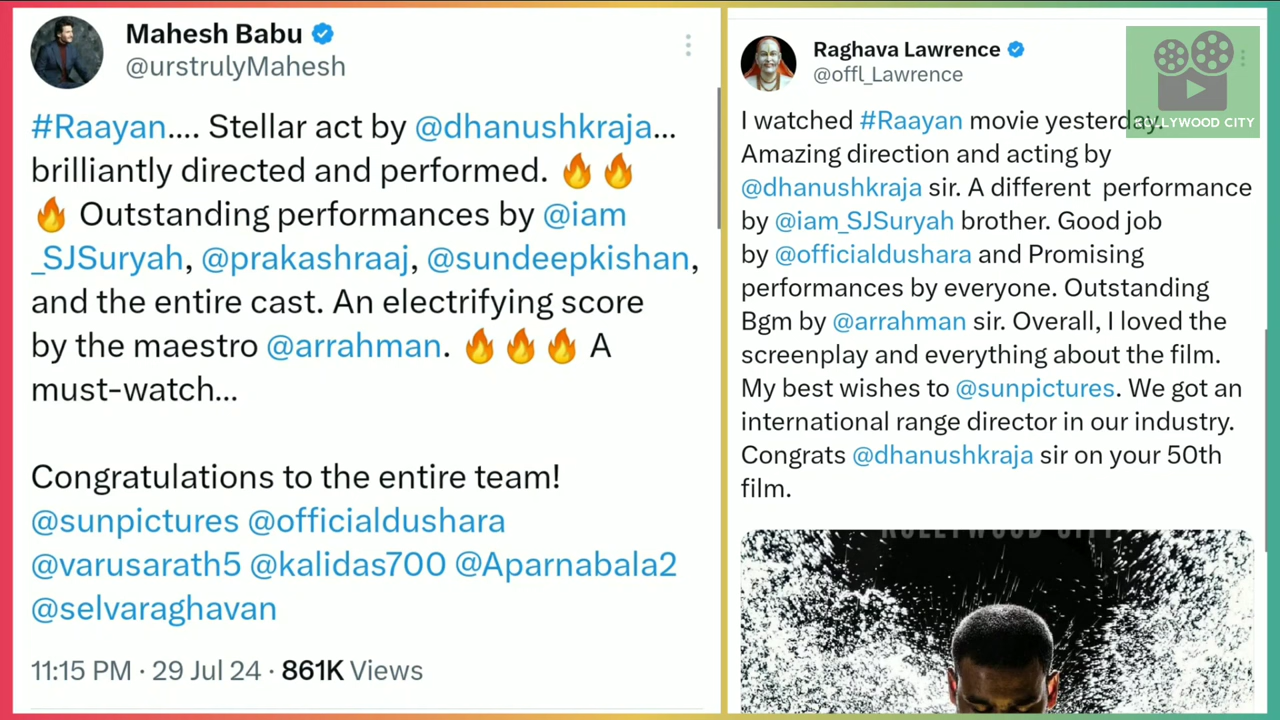 Mahesh Babu
@urstrulyMahesh
#Raayan.... Stellar act by @dhanushkraja...
brilliantly directed and performed. 🔥🔥
🔥 Outstanding performances by @iam
_SJSuryah, @prakashraaj, @sundeepkishan,
and the entire cast. An electrifying score
by the maestro @arrahman. 🔥🔥🔥 A
must-watch...
Congratulations to the entire team!
@sunpictures @officialdushara
@varusarath5 @kalidas700 @Aparnabala2
@selvaraghavan
11:15 PM · 29 Jul 24 · 861K Views
Raghava Lawrence
@offl_Lawrence
I watched #Raayan movie yesterday.
KOLLYWOOD CITY
Amazing direction and acting by
@dhanushkraja sir. A different  performance
by @iam_SJSuryah brother. Good job
by @officialdushara and Promising
performances by everyone. Outstanding
Bgm by @arrahman sir. Overall, I loved the
screenplay and everything about the film.
My best wishes to @sunpictures. We got an
international range director in our industry.
Congrats @dhanushkraja sir on your 50th
film.
KOLLYWOOD CITY